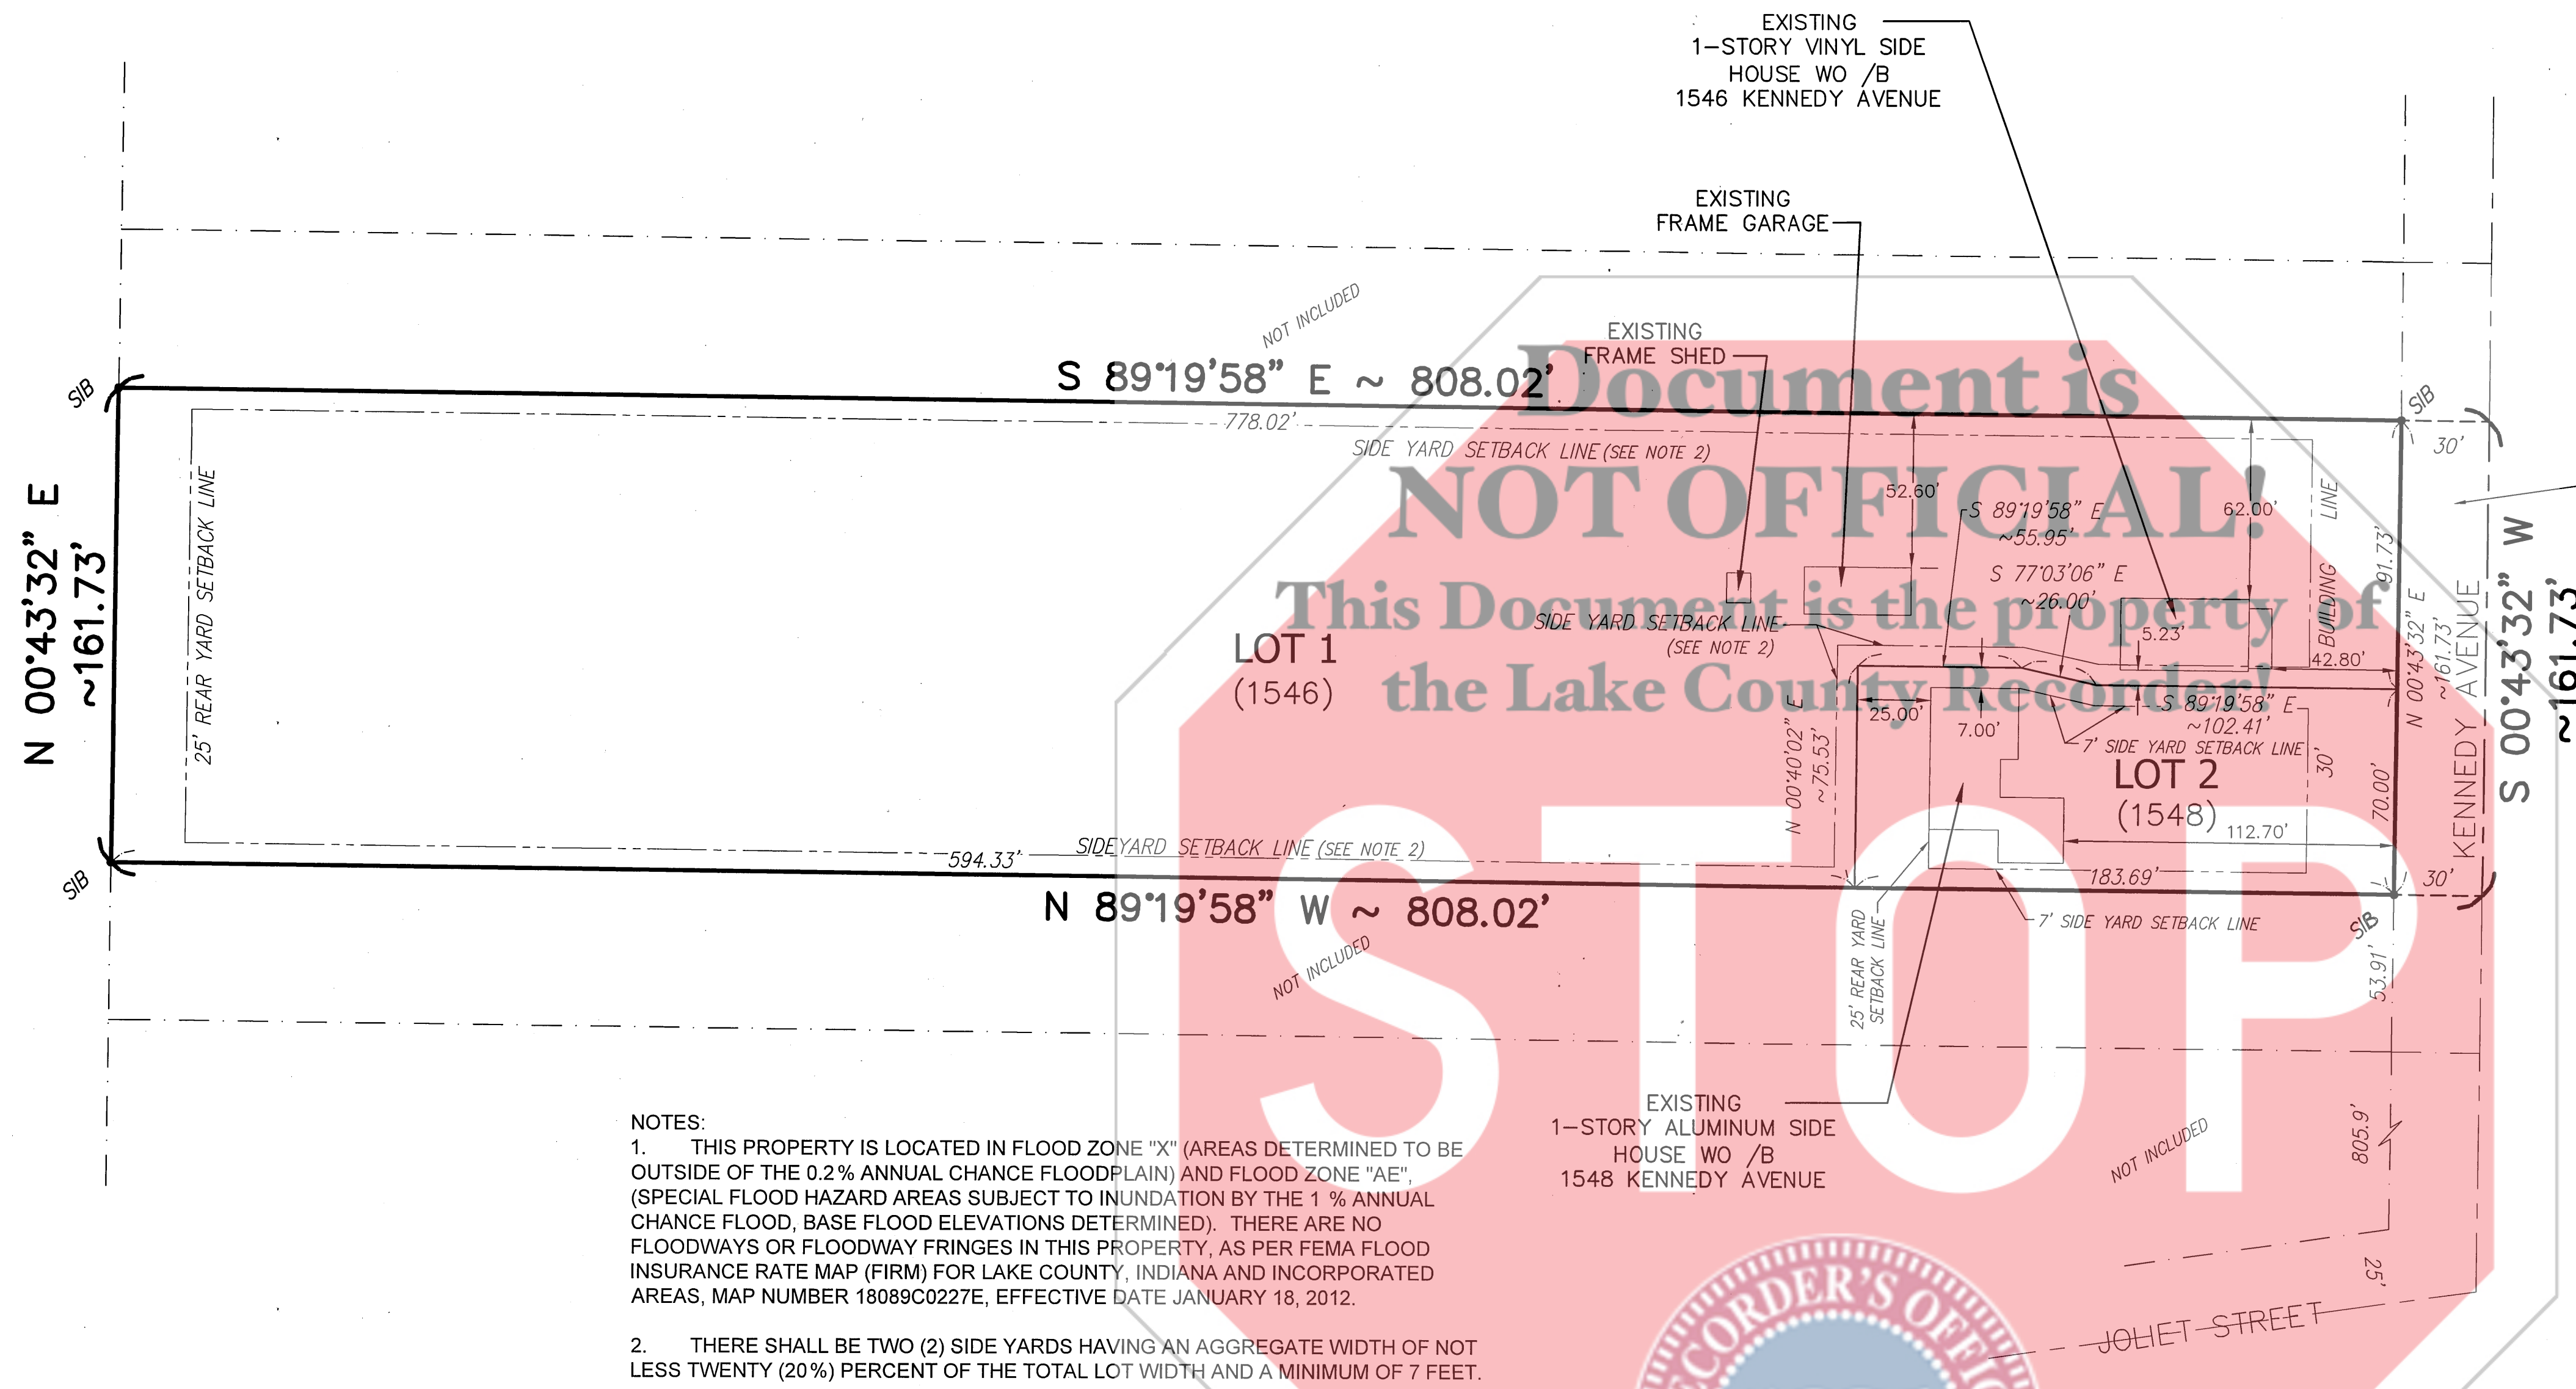 EXISTING
1-STORY VINYL SIDE
HOUSE WO /B
1546 KENNEDY AVENUE
EXISTING
FRAME GARAGE
NOT INCLUDED
EXISTING
FRAME SHED
Document is
NOT OFFICIAL!
This Document is the property of
the Lake County Recorder!
STOP
SIB
S 89°19'58" E ~ 808.02'
778.02'
SIDE YARD SETBACK LINE (SEE NOTE 2)
SIB
30'
N 00°43'32" E
~161.73'
25' REAR YARD SETBACK LINE
52.60'
S 89°19'58" E
~55.95'
S 77°03'06" E
~26.00'
62.00'
BUILDING LINE
91.73'
N 00°43'32" E
~161.73'
KENNEDY AVENUE
S 00°43'32" W
~161.73'
SIDE YARD SETBACK LINE
(SEE NOTE 2)
5.23'
42.80'
LOT 1
(1546)
N 00°40'02" E
~75.53'
25.00'
7.00'
S 89°19'58" E
~102.41'
7' SIDE YARD SETBACK LINE
30'
LOT 2
(1548)
112.70'
70.00'
SIB
594.33'
SIDEYARD SETBACK LINE (SEE NOTE 2)
183.69'
30'
N 89°19'58" W ~ 808.02'
7' SIDE YARD SETBACK LINE
SIB
25' REAR YARD
SETBACK LINE
NOT INCLUDED
53.91'
EXISTING
1-STORY ALUMINUM SIDE
HOUSE WO /B
1548 KENNEDY AVENUE
NOT INCLUDED
805.9'
25'
JOLIET STREET
NOTES:
1. THIS PROPERTY IS LOCATED IN FLOOD ZONE "X" (AREAS DETERMINED TO BE
OUTSIDE OF THE 0.2% ANNUAL CHANCE FLOODPLAIN) AND FLOOD ZONE "AE",
(SPECIAL FLOOD HAZARD AREAS SUBJECT TO INUNDATION BY THE 1 % ANNUAL
CHANCE FLOOD, BASE FLOOD ELEVATIONS DETERMINED). THERE ARE NO
FLOODWAYS OR FLOODWAY FRINGES IN THIS PROPERTY, AS PER FEMA FLOOD
INSURANCE RATE MAP (FIRM) FOR LAKE COUNTY, INDIANA AND INCORPORATED
AREAS, MAP NUMBER 18089C0227E, EFFECTIVE DATE JANUARY 18, 2012.
2. THERE SHALL BE TWO (2) SIDE YARDS HAVING AN AGGREGATE WIDTH OF NOT
LESS TWENTY (20%) PERCENT OF THE TOTAL LOT WIDTH AND A MINIMUM OF 7 FEET.